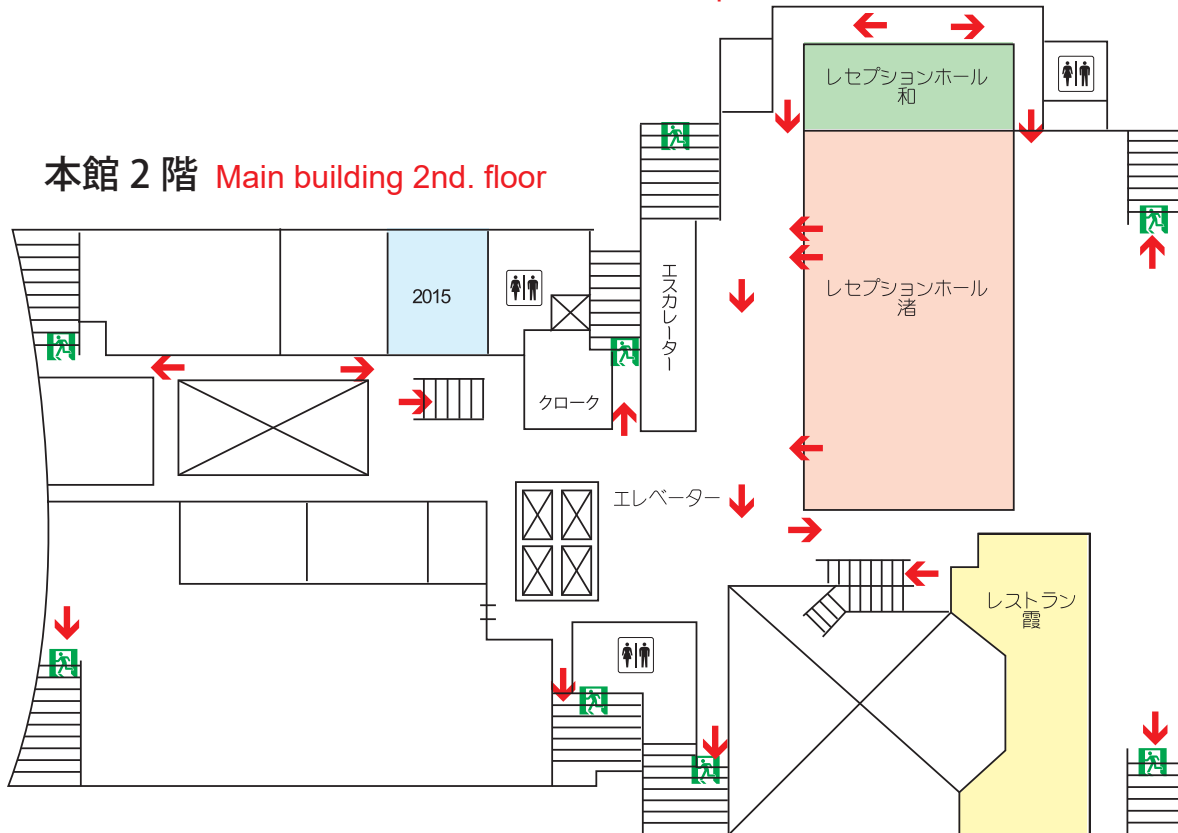 レセプションホール
和
本館 2 階 Main building 2nd. floor
レセプションホール
渚
エスカレーター
2015
クローク
エレベーター
レストラン
霞